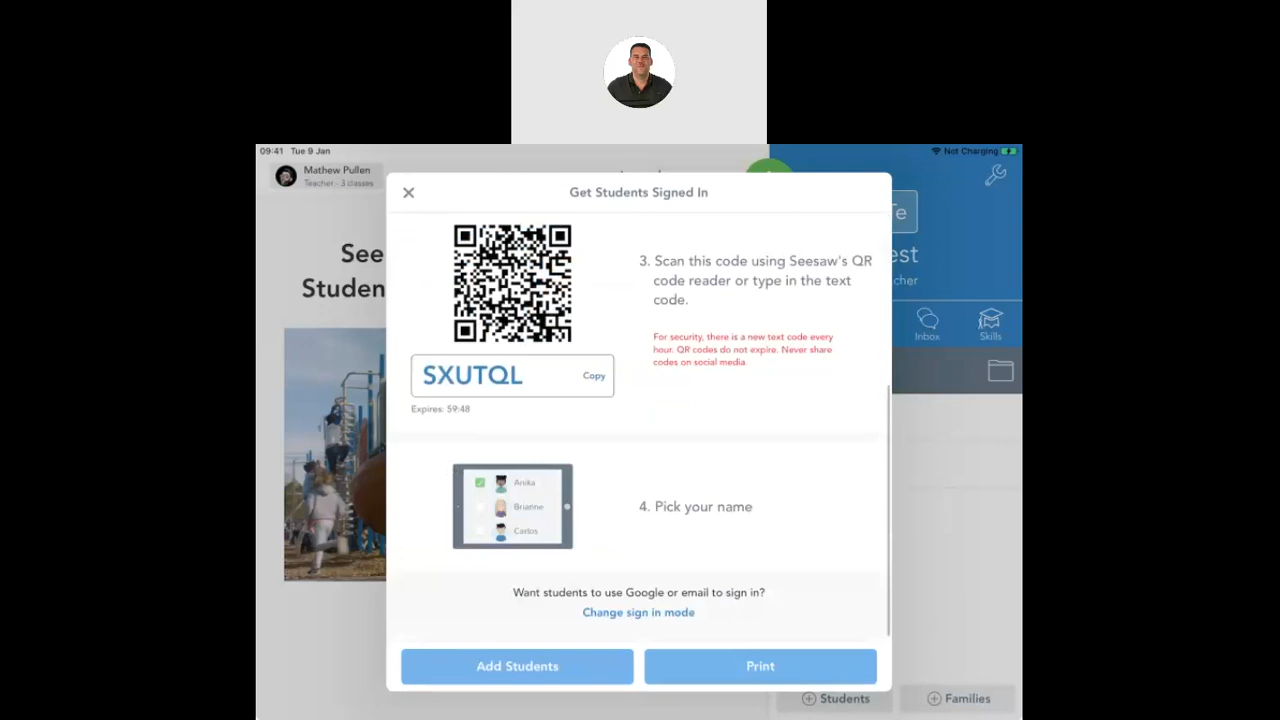 09:41 Tue 9 Jan
Not Charging
Mathew Pullen
Teacher - 3 classes
Get Students Signed In
Te
See
Studen
est
cher
3. Scan this code using Seesaw's QR
code reader or type in the text
code.
Inbox
Skills
For security, there is a new text code every
hour. QR codes do not expire. Never share
codes on social media.
SXUTQL
Copy
Expires: 59:48
Anika
Brianne
Carlos
4. Pick your name
Want students to use Google or email to sign in?
Change sign in mode
Add Students
Print
Students
Families